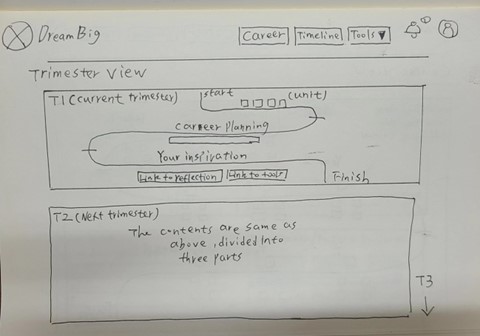 DreamBig
Career
Timeline
Tools
Trimester View
T1 (current trimester)
start
(unit)
career planning
Your inspiration
Link to reflection
Link to tools
Finish
T2 (Next trimester)
The contents are same as
above, divided into
three parts
T3